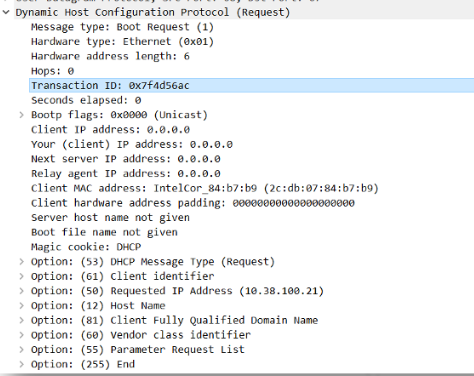 Dynamic Host Configuration Protocol (Request)
Message type: Boot Request (1)
Hardware type: Ethernet (0x01)
Hardware address length: 6
Hops: 0
Transaction ID: 0x7f4d56ac
Seconds elapsed: 0
Bootp flags: 0x0000 (Unicast)
Client IP address: 0.0.0.0
Your (client) IP address: 0.0.0.0
Next server IP address: 0.0.0.0
Relay agent IP address: 0.0.0.0
Client MAC address: IntelCor_84:b7:b9 (2c:db:07:84:b7:b9)
Client hardware address padding: 00000000000000000000
Server host name not given
Boot file name not given
Magic cookie: DHCP
Option: (53) DHCP Message Type (Request)
Option: (61) Client identifier
Option: (50) Requested IP Address (10.38.100.21)
Option: (12) Host Name
Option: (81) Client Fully Qualified Domain Name
Option: (60) Vendor class identifier
Option: (55) Parameter Request List
Option: (255) End